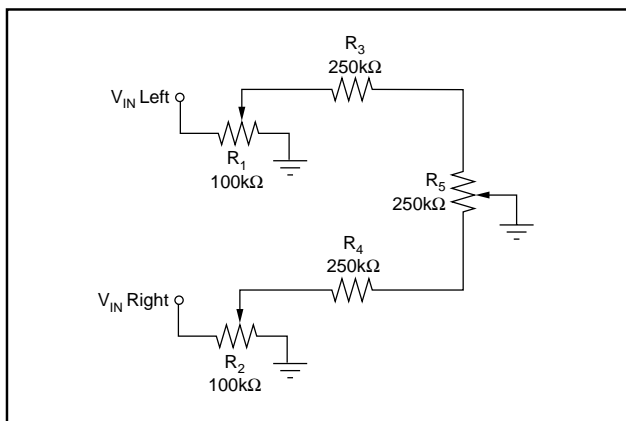 R3
250kΩ
VIN Left
R1
100kΩ
R5
250kΩ
R4
250kΩ
VIN Right
R2
100kΩ